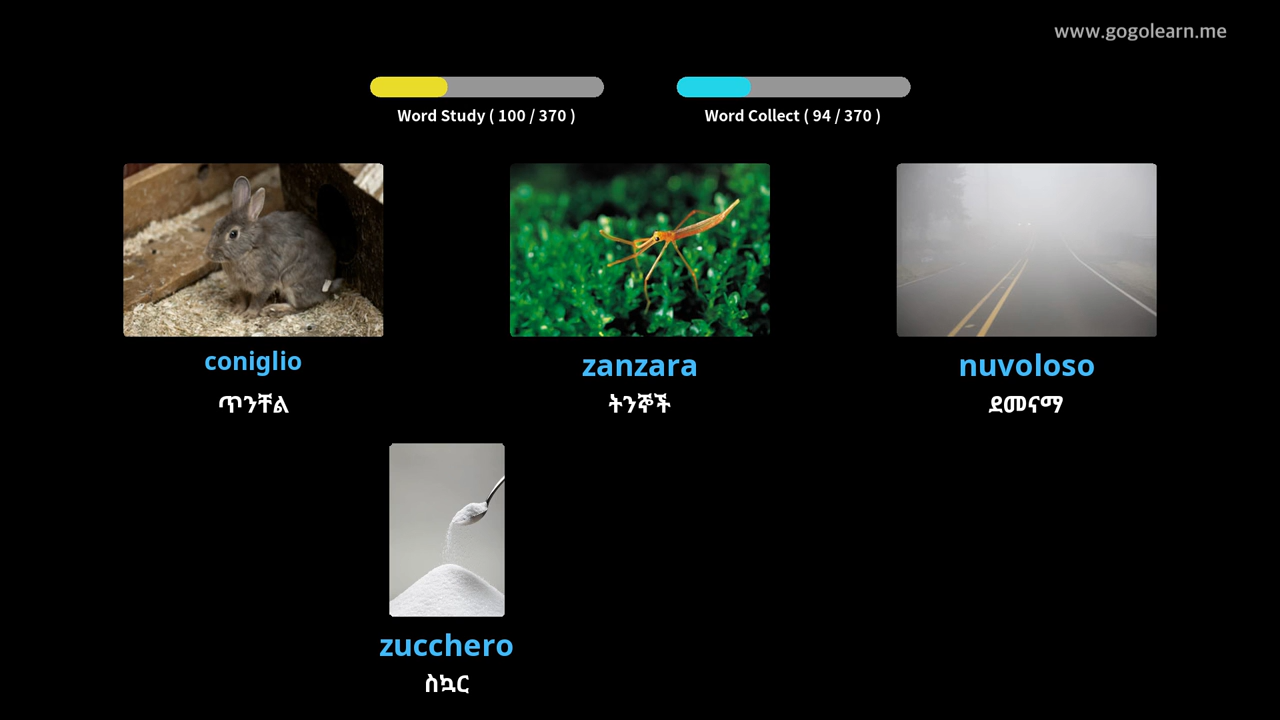 www.gogolearn.me
Word Study ( 100 / 370 )
Word Collect ( 94 / 370 )
coniglio
zanzara
nuvoloso
ጥንቸል
ትንኞች
ደመናማ
zucchero
ስኳር